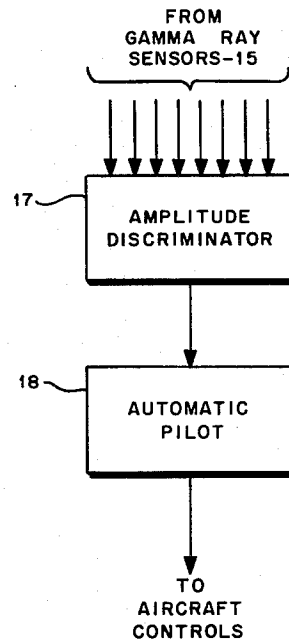 FROM
GAMMA RAY
SENSORS-15
17
AMPLITUDE
DISCRIMINATOR
18
AUTOMATIC
PILOT
TO
AIRCRAFT
CONTROLS